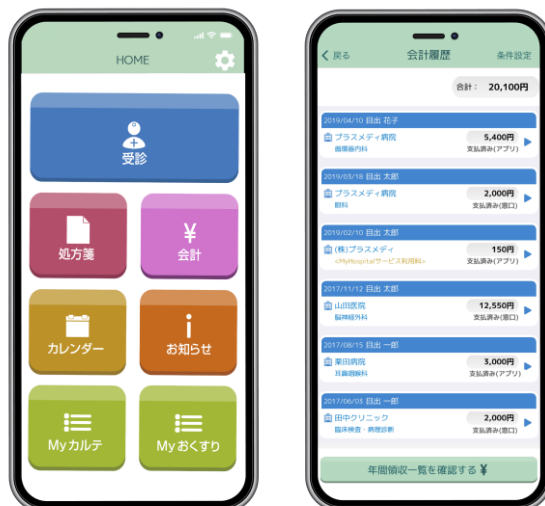 HOME
受診
処方箋
¥
会計
カレンダー
お知らせ
Myカルテ
Myおくすり
戻る
会計履歴
条件設定
合計： 20,100円
2019/04/10 目出 花子
プラスメディ病院
5,400円
循環器内科
支払済み(アプリ)
2019/03/18 目出 太郎
プラスメディ病院
2,000円
眼科
支払済み(窓口)
2019/02/10 目出 太郎
(株)プラスメディ
150円
<MyHospitalサービス利用料>
支払済み(アプリ)
2017/11/12 目出 太郎
山田医院
12,550円
脳神経外科
支払済み(窓口)
2017/08/15 目出 一郎
栗田病院
3,000円
耳鼻咽喉科
支払済み(アプリ)
2017/06/03 目出 一郎
田中クリニック
2,000円
臨床検査・病理診断
支払済み(窓口)
年間領収一覧を確認する ¥